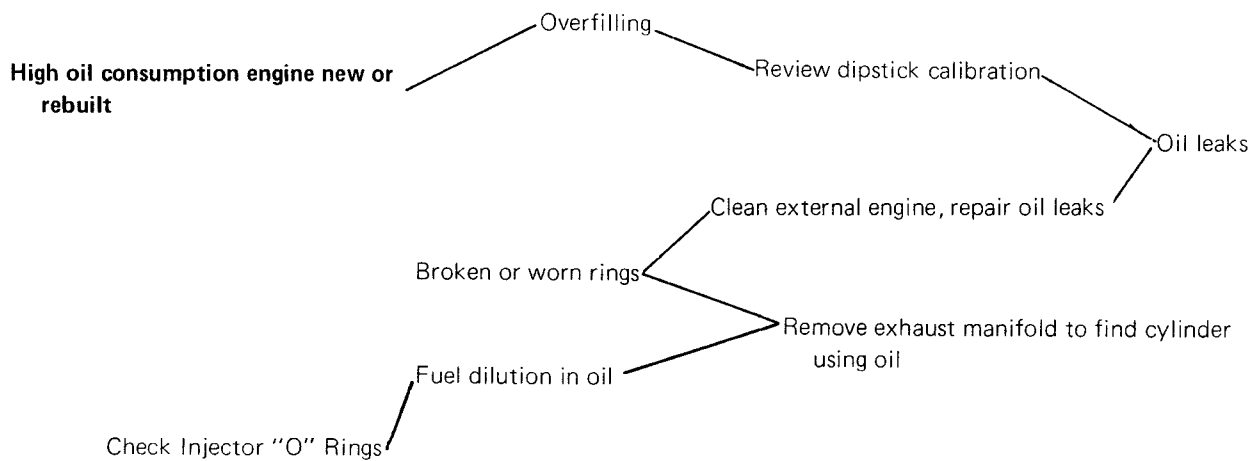 Overfilling
High oil consumption engine new or
rebuilt
Review dipstick calibration
Oil leaks
Clean external engine, repair oil leaks
Broken or worn rings
Remove exhaust manifold to find cylinder
using oil
Fuel dilution in oil
Check Injector "O" Rings